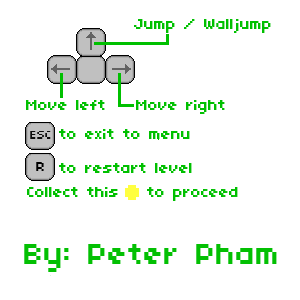 Jump / Walljump
Move left
Move right
ESC to exit to menu
R to restart level
Collect this to proceed
By: Peter Pham